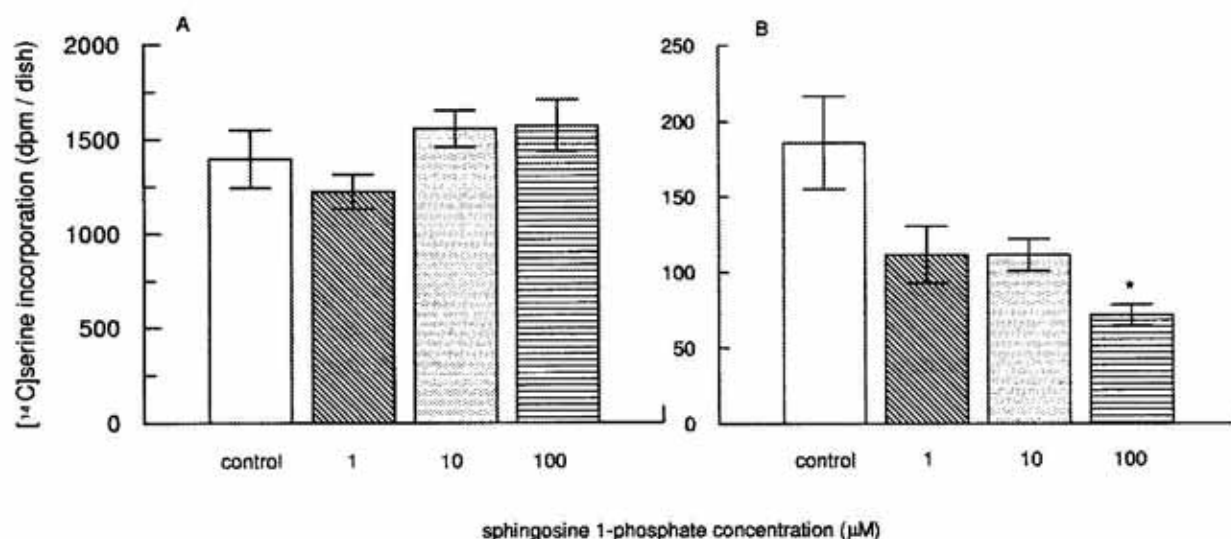 A
[¹⁴C]serine incorporation (dpm / dish)
2000
1500
1000
500
0
control 1 10 100
B
250
200
150
100
50
0
*
control 1 10 100
sphingosine 1-phosphate concentration (µM)